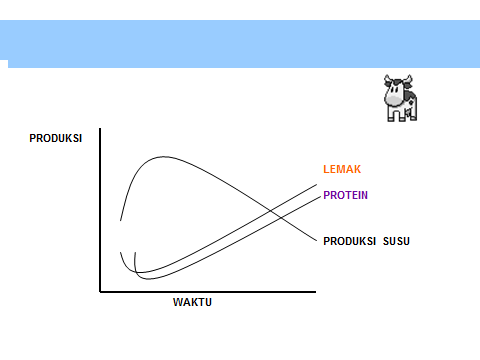 PRODUKSI
LEMAK
PROTEIN
PRODUKSI SUSU
WAKTU